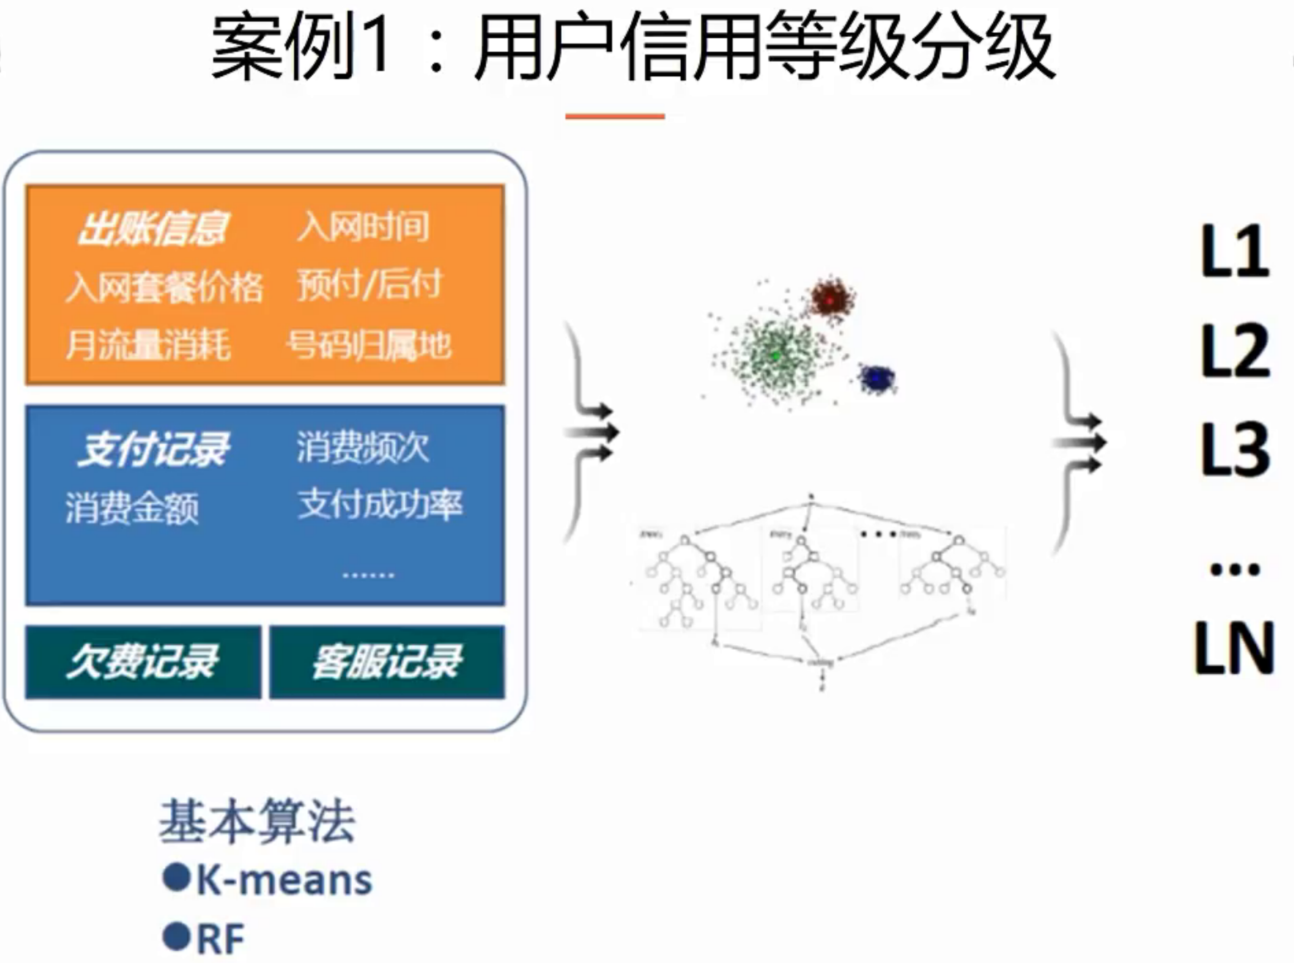 案例1：用户信用等级分级
出账信息 入网时间
入网套餐价格 预付/后付
月流量消耗 号码归属地
支付记录 消费频次
消费金额 支付成功率
......
欠费记录 客服记录
L1
L2
L3
...
LN
基本算法
●K-means
●RF